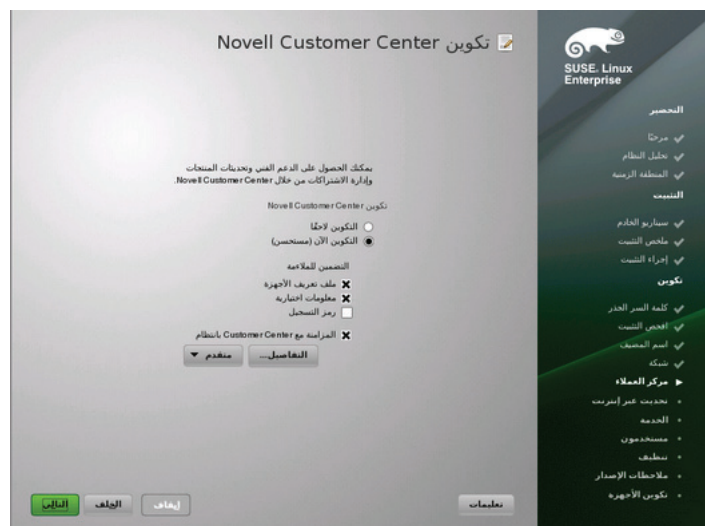 تكوين Novell Customer Center
يمكنك الحصول على الدعم الفني وتحديثات المنتجات
وإدارة الاشتراكات من خلال Novell Customer Center.
تكوين Novell Customer Center
التكوين لاحقًا
التكوين الآن (مستحسن)
التضمين للملاءمة
ملف تعريف الأجهزة
معلومات اختيارية
رمز التسجيل
المزامنة مع Customer Center بانتظام
التفاصيل...
متقدم
تعليمات
إيقاف
الخلف
التالي
SUSE. Linux
Enterprise
التحضير
مرحبًا
تحليل النظام
المنطقة الزمنية
التثبيت
سيناريو الخادم
ملخص التثبيت
إجراء التثبيت
تكوين
كلمة السر الجذر
افحص التثبيت
اسم المضيف
شبكة
مركز العملاء
تحديث عبر إنترنت
الخدمة
مستخدمون
تنظيف
ملاحظات الإصدار
تكوين الأجهزة